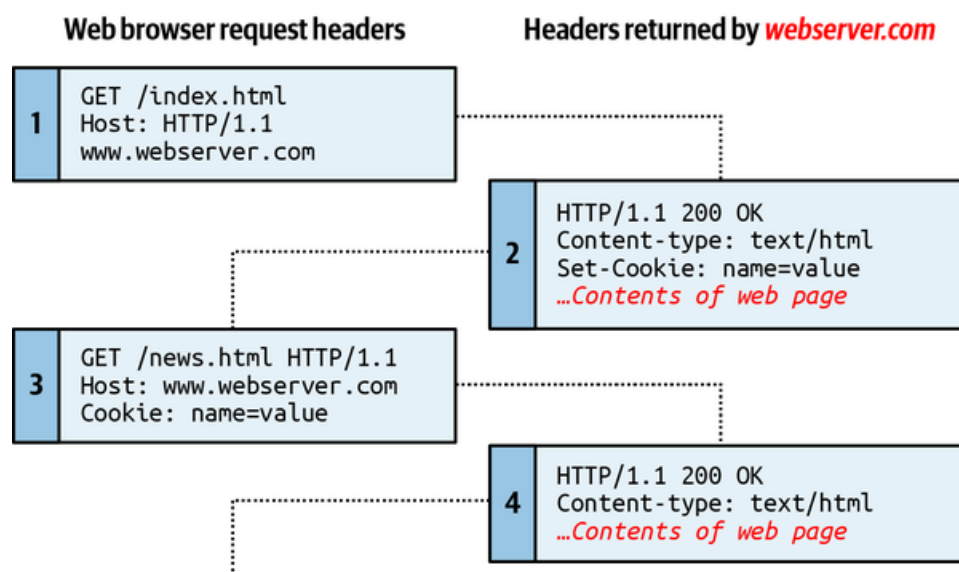 Web browser request headers
Headers returned by webserver.com
1
GET /index.html
Host: HTTP/1.1
www.webserver.com
2
HTTP/1.1 200 OK
Content-type: text/html
Set-Cookie: name=value
…Contents of web page
3
GET /news.html HTTP/1.1
Host: www.webserver.com
Cookie: name=value
4
HTTP/1.1 200 OK
Content-type: text/html
…Contents of web page